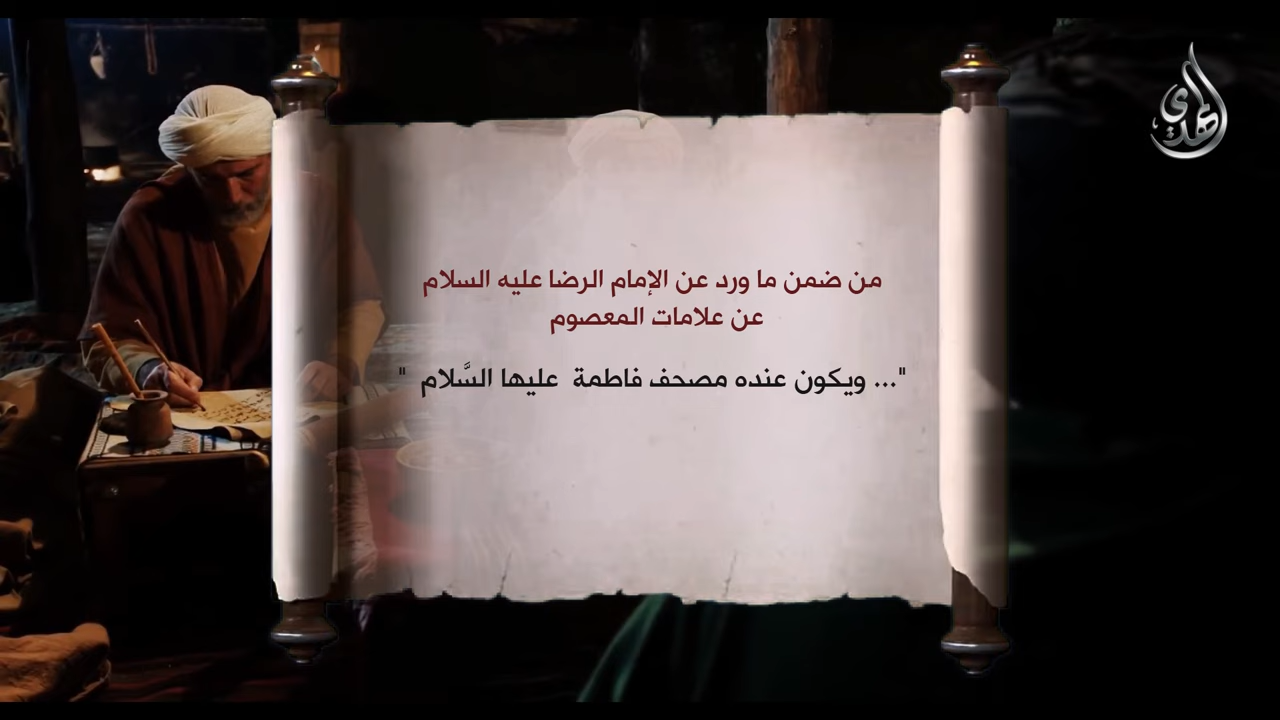 المهدي
من ضمن ما ورد عن الإمام الرضا عليه السلام
عن علامات المعصوم
"... ويكون عنده مصحف فاطمة عليها السَّلام "